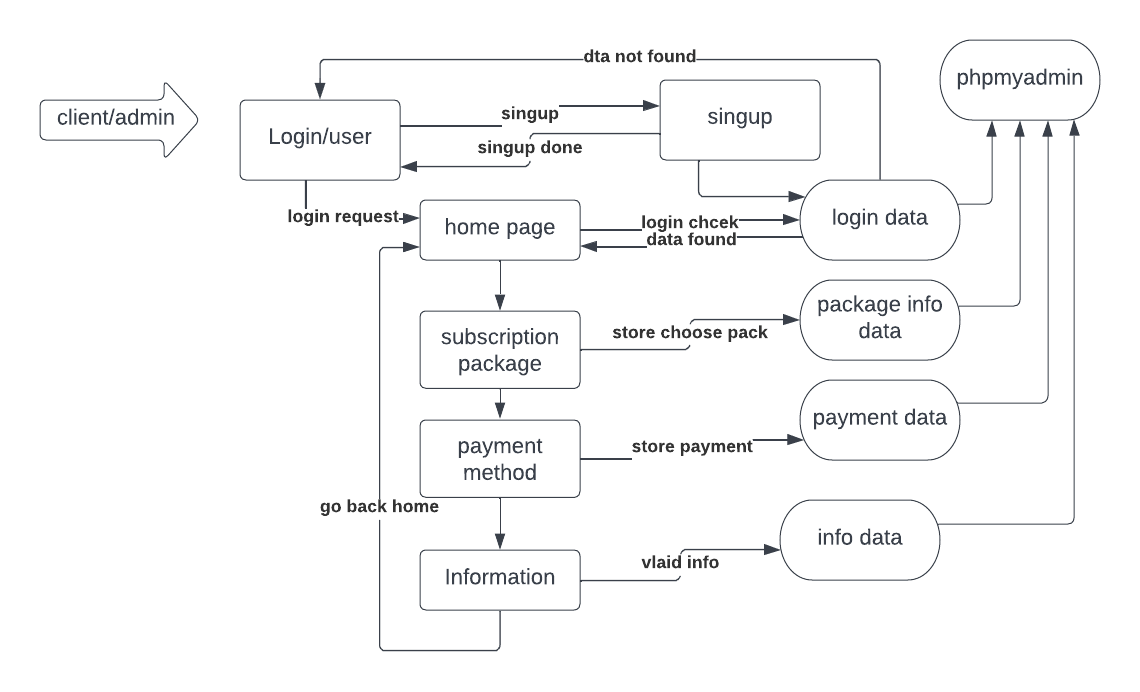 dta not found
phpmyadmin
client/admin
Login/user
singup
singup
singup done
login request
home page
login chcek
data found
login data
subscription
package
store choose pack
package info
data
payment
method
store payment
payment data
go back home
Information
vlaid info
info data